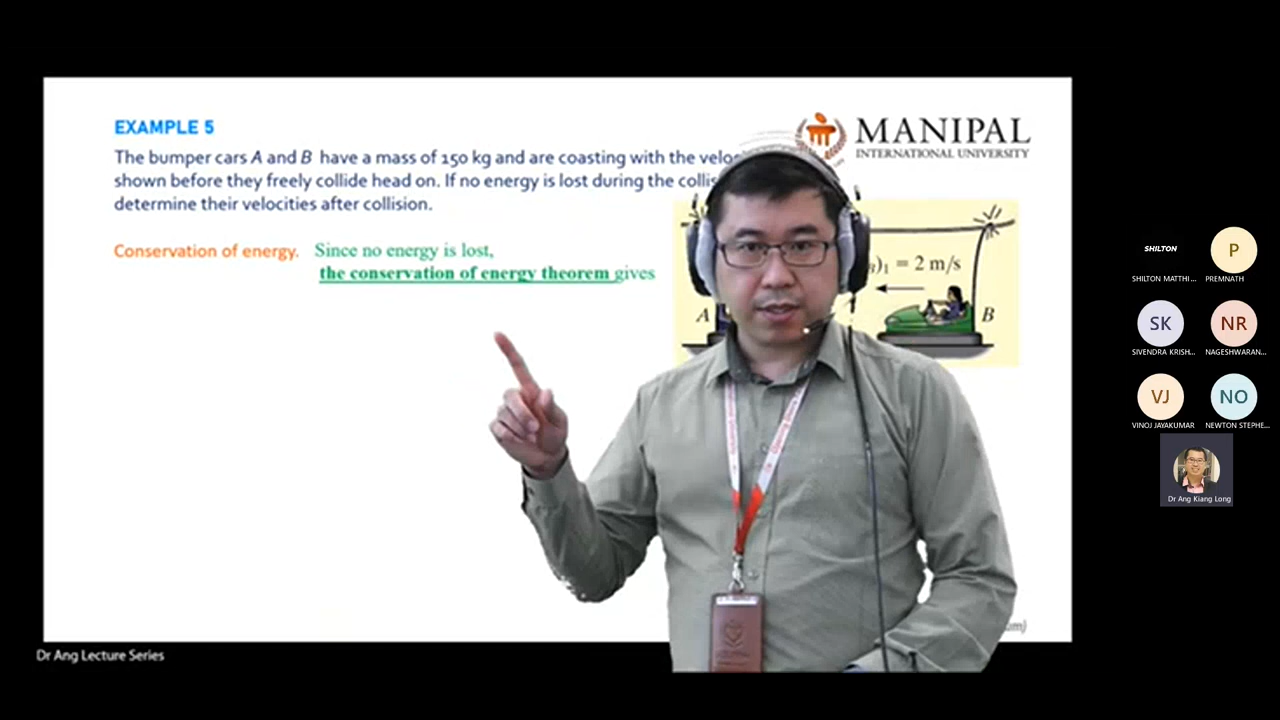 EXAMPLE 5
MANIPAL
INTERNATIONAL UNIVERSITY
The bumper cars A and B have a mass of 150 kg and are coasting with the
shown before they freely collide head on. If no energy is lost during the
determine their velocities after collision.
Conservation of energy. Since no energy is lost,
the conservation of energy theorem gives
)₁ = 2 m/s
A
B
Dr Ang Lecture Series
SHILTON
SHILTON MATTHI...
P
PREMNATH
SK
SIVENDRA KRISH...
NR
NAGESHWARAN...
VJ
VINOJ JAYAKUMAR
NO
NEWTON STEPHE...
Dr Ang Kiang Long